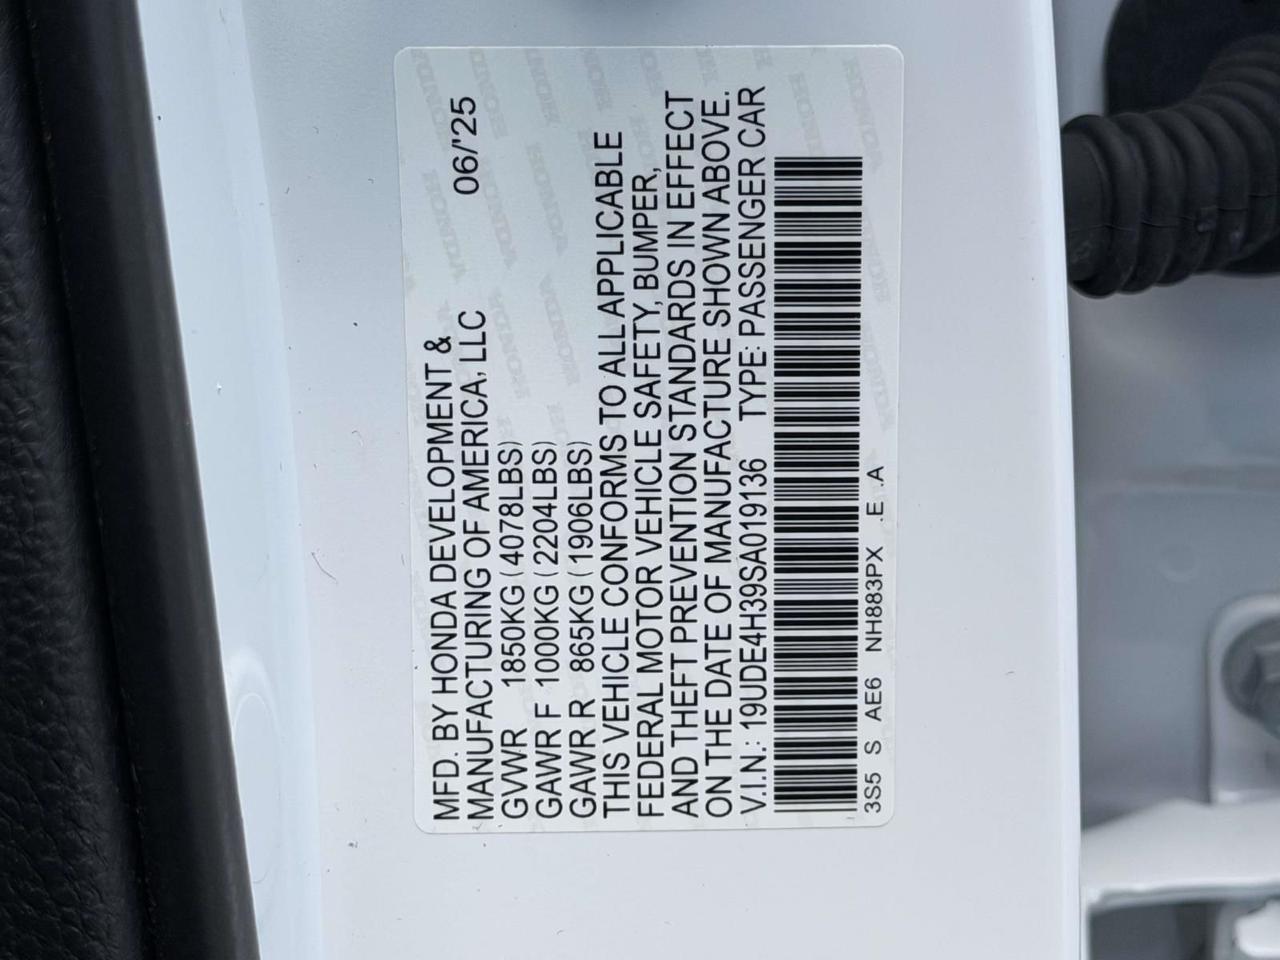 MFD. BY HONDA DEVELOPMENT &
MANUFACTURING OF AMERICA, LLC 06/'25
GVWR 1850KG (4078LBS)
GAWR F 1000KG (2204LBS)
GAWR R 865KG (1906LBS)
THIS VEHICLE CONFORMS TO ALL APPLICABLE
FEDERAL MOTOR VEHICLE SAFETY, BUMPER,
AND THEFT PREVENTION STANDARDS IN EFFECT
ON THE DATE OF MANUFACTURE SHOWN ABOVE.
V.I.N.: 19UDE4H39SA019136 TYPE: PASSENGER CAR
3S5 S AE6 NH883PX .E .A